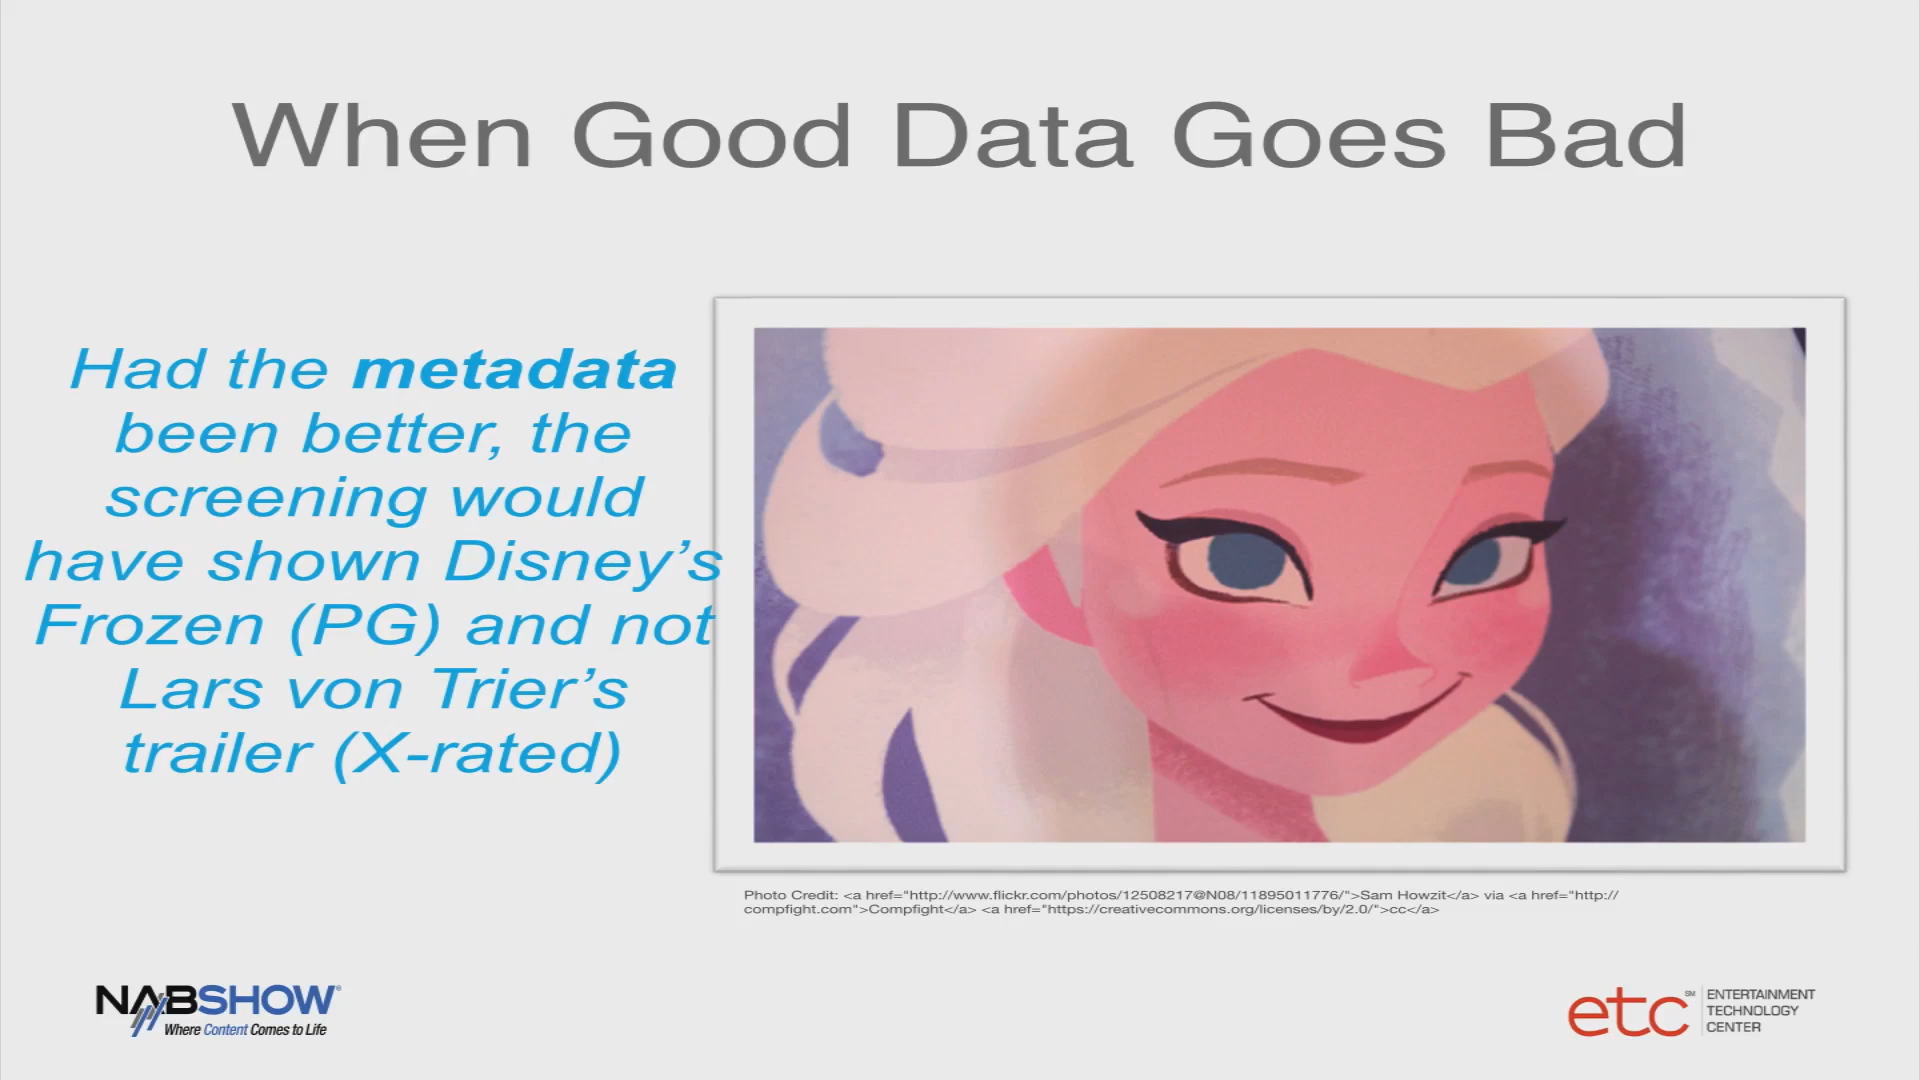 When Good Data Goes Bad
Had the metadata
been better, the
screening would
have shown Disney’s
Frozen (PG) and not
Lars von Trier’s
trailer (X-rated)
Photo Credit: <a href="http://www.flickr.com/photos/12508217@N08/11895011776/">Sam Howzit</a> via <a href="http://
compfight.com">Compfight</a> <a href="https://creativecommons.org/licenses/by/2.0/">cc</a>
NABSHOW®
Where Content Comes to Life
etc℠
ENTERTAINMENT
TECHNOLOGY
CENTER